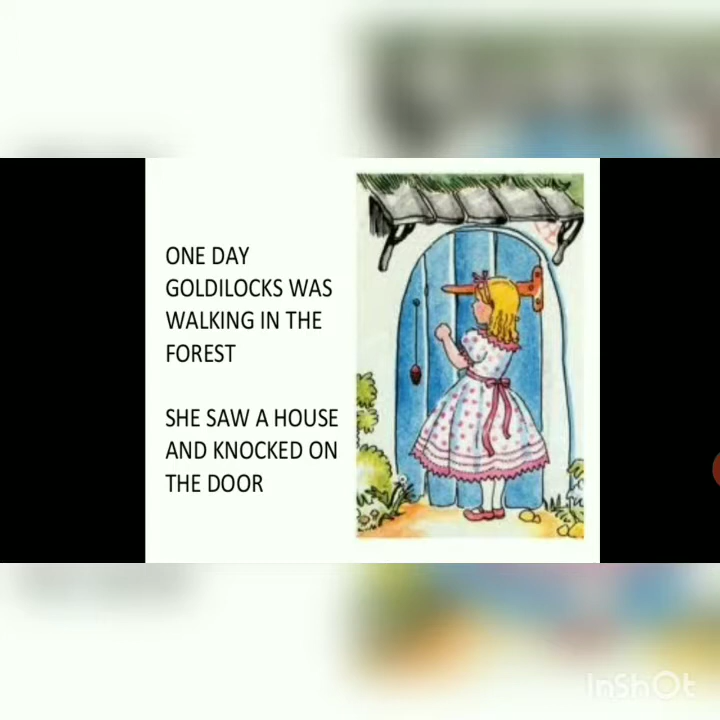 ONE DAY
GOLDILOCKS WAS
WALKING IN THE
FOREST
SHE SAW A HOUSE
AND KNOCKED ON
THE DOOR
InShOt